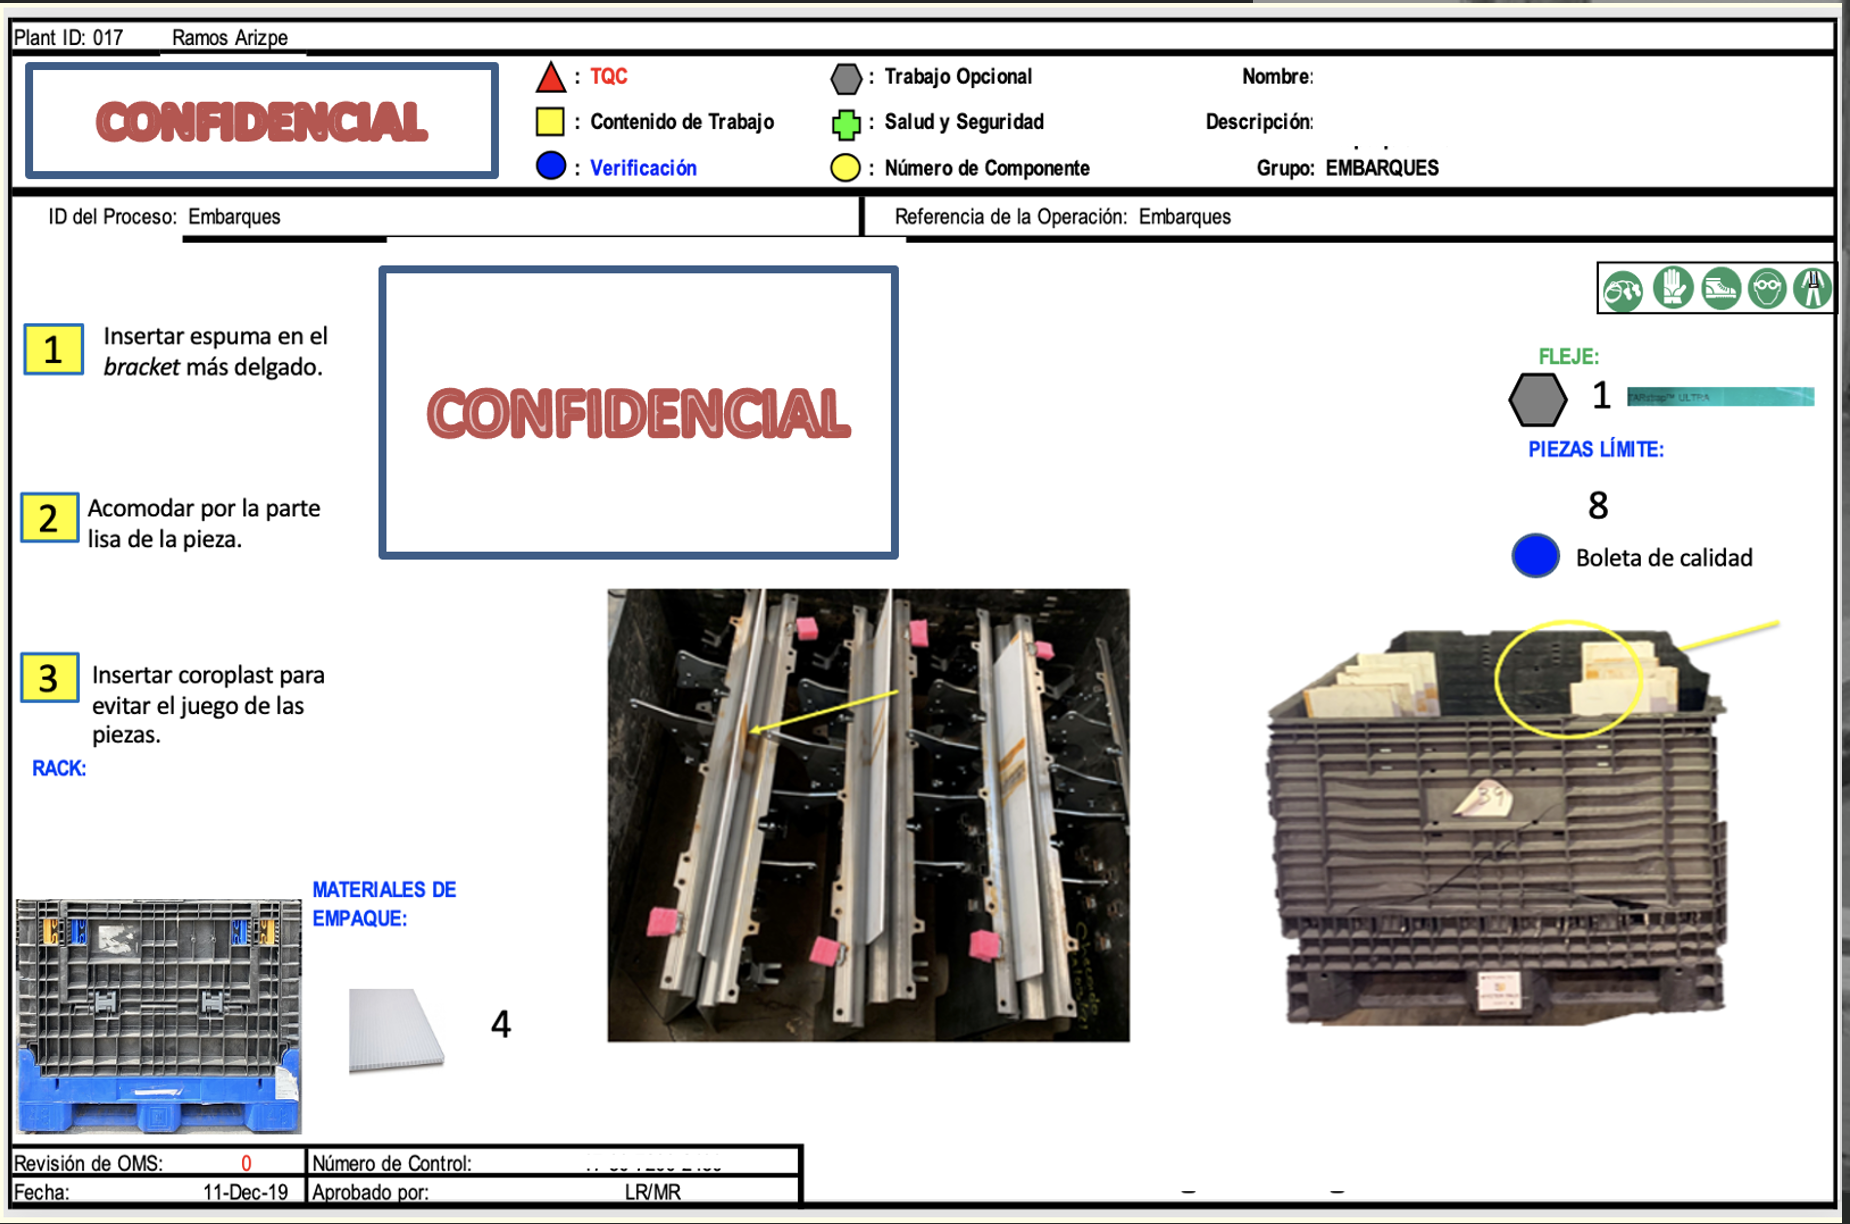 Plant ID: 017 Ramos Arizpe
CONFIDENCIAL
: TQC
: Contenido de Trabajo
: Verificación
: Trabajo Opcional
: Salud y Seguridad
: Número de Componente
Nombre:
Descripción:
Grupo: EMBARQUES
ID del Proceso: Embarques
Referencia de la Operación: Embarques
1 Insertar espuma en el
bracket más delgado.
CONFIDENCIAL
2 Acomodar por la parte
lisa de la pieza.
3 Insertar coroplast para
evitar el juego de las
piezas.
RACK:
MATERIALES DE
EMPAQUE:
4
FLEJE:
1
ULTRA
PIEZAS LÍMITE:
8
Boleta de calidad
39
Revisión de OMS: 0
Número de Control:
Fecha: 11-Dec-19
Aprobado por: LR/MR